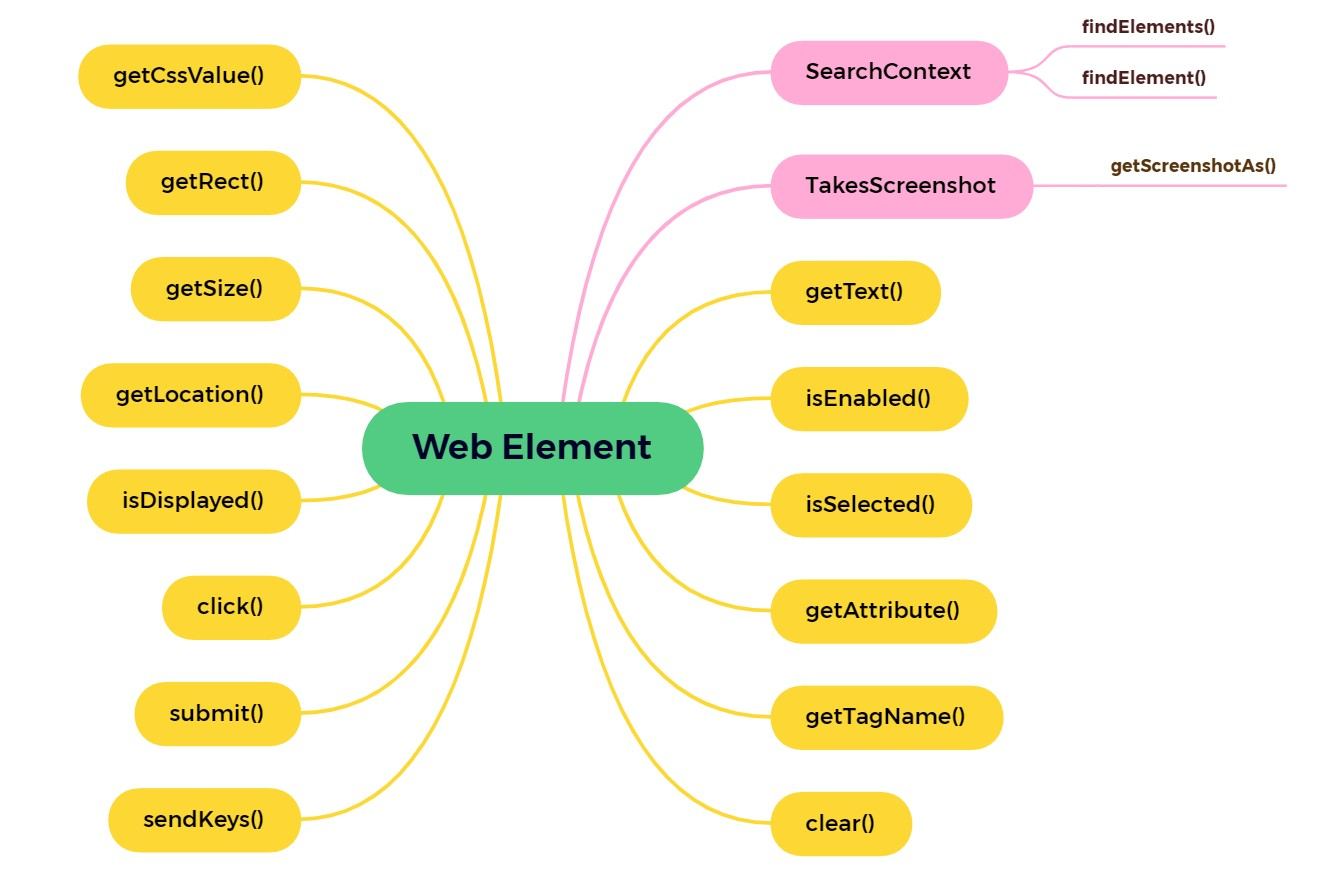 getCssValue()
getRect()
getSize()
getLocation()
isDisplayed()
click()
submit()
sendKeys()
Web Element
SearchContext
findElements()
findElement()
TakesScreenshot
getScreenshotAs()
getText()
isEnabled()
isSelected()
getAttribute()
getTagName()
clear()